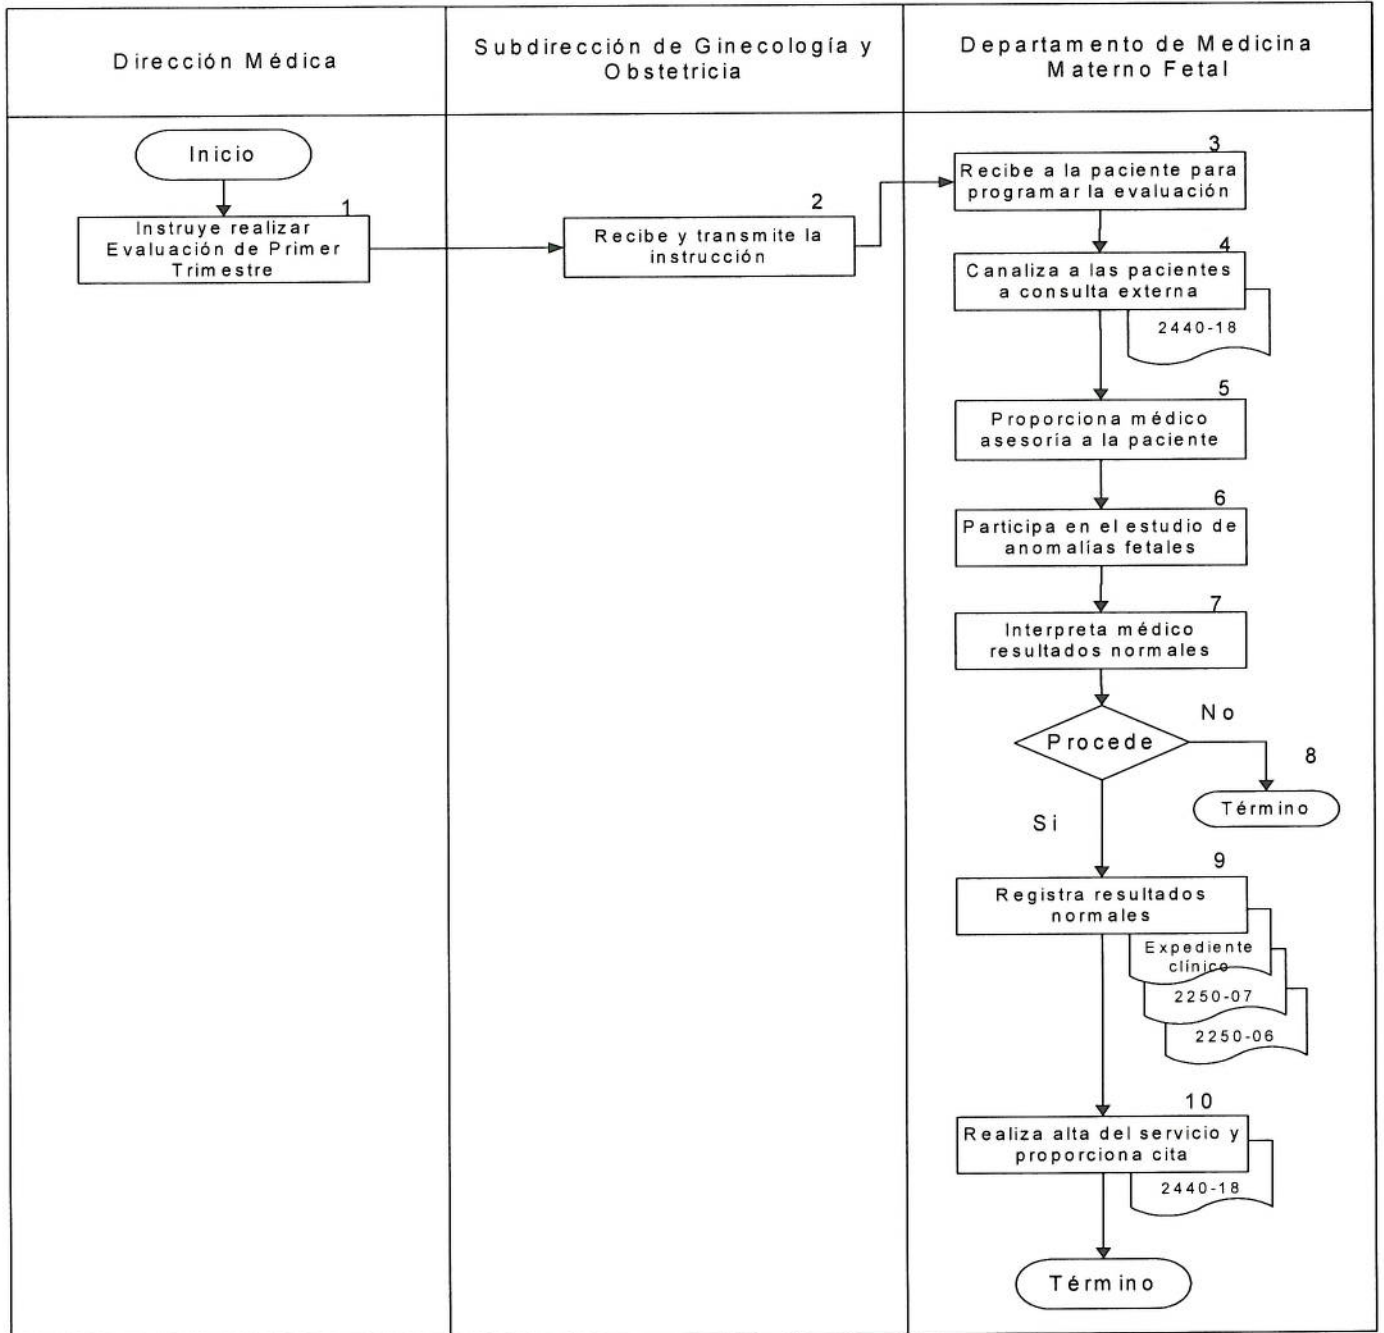 Dirección Médica
Subdirección de Ginecología y
Obstetricia
Departamento de Medicina
Materno Fetal
Inicio
1
Instruye realizar
Evaluación de Primer
Trimestre
2
Recibe y transmite la
instrucción
3
Recibe a la paciente para
programar la evaluación
4
Canaliza a las pacientes
a consulta externa
2440-18
5
Proporciona médico
asesoría a la paciente
6
Participa en el estudio de
anomalías fetales
7
Interpreta médico
resultados normales
Procede
No
8
Término
Si
9
Registra resultados
normales
Expediente
clínico
2250-07
2250-06
10
Realiza alta del servicio y
proporciona cita
2440-18
Término